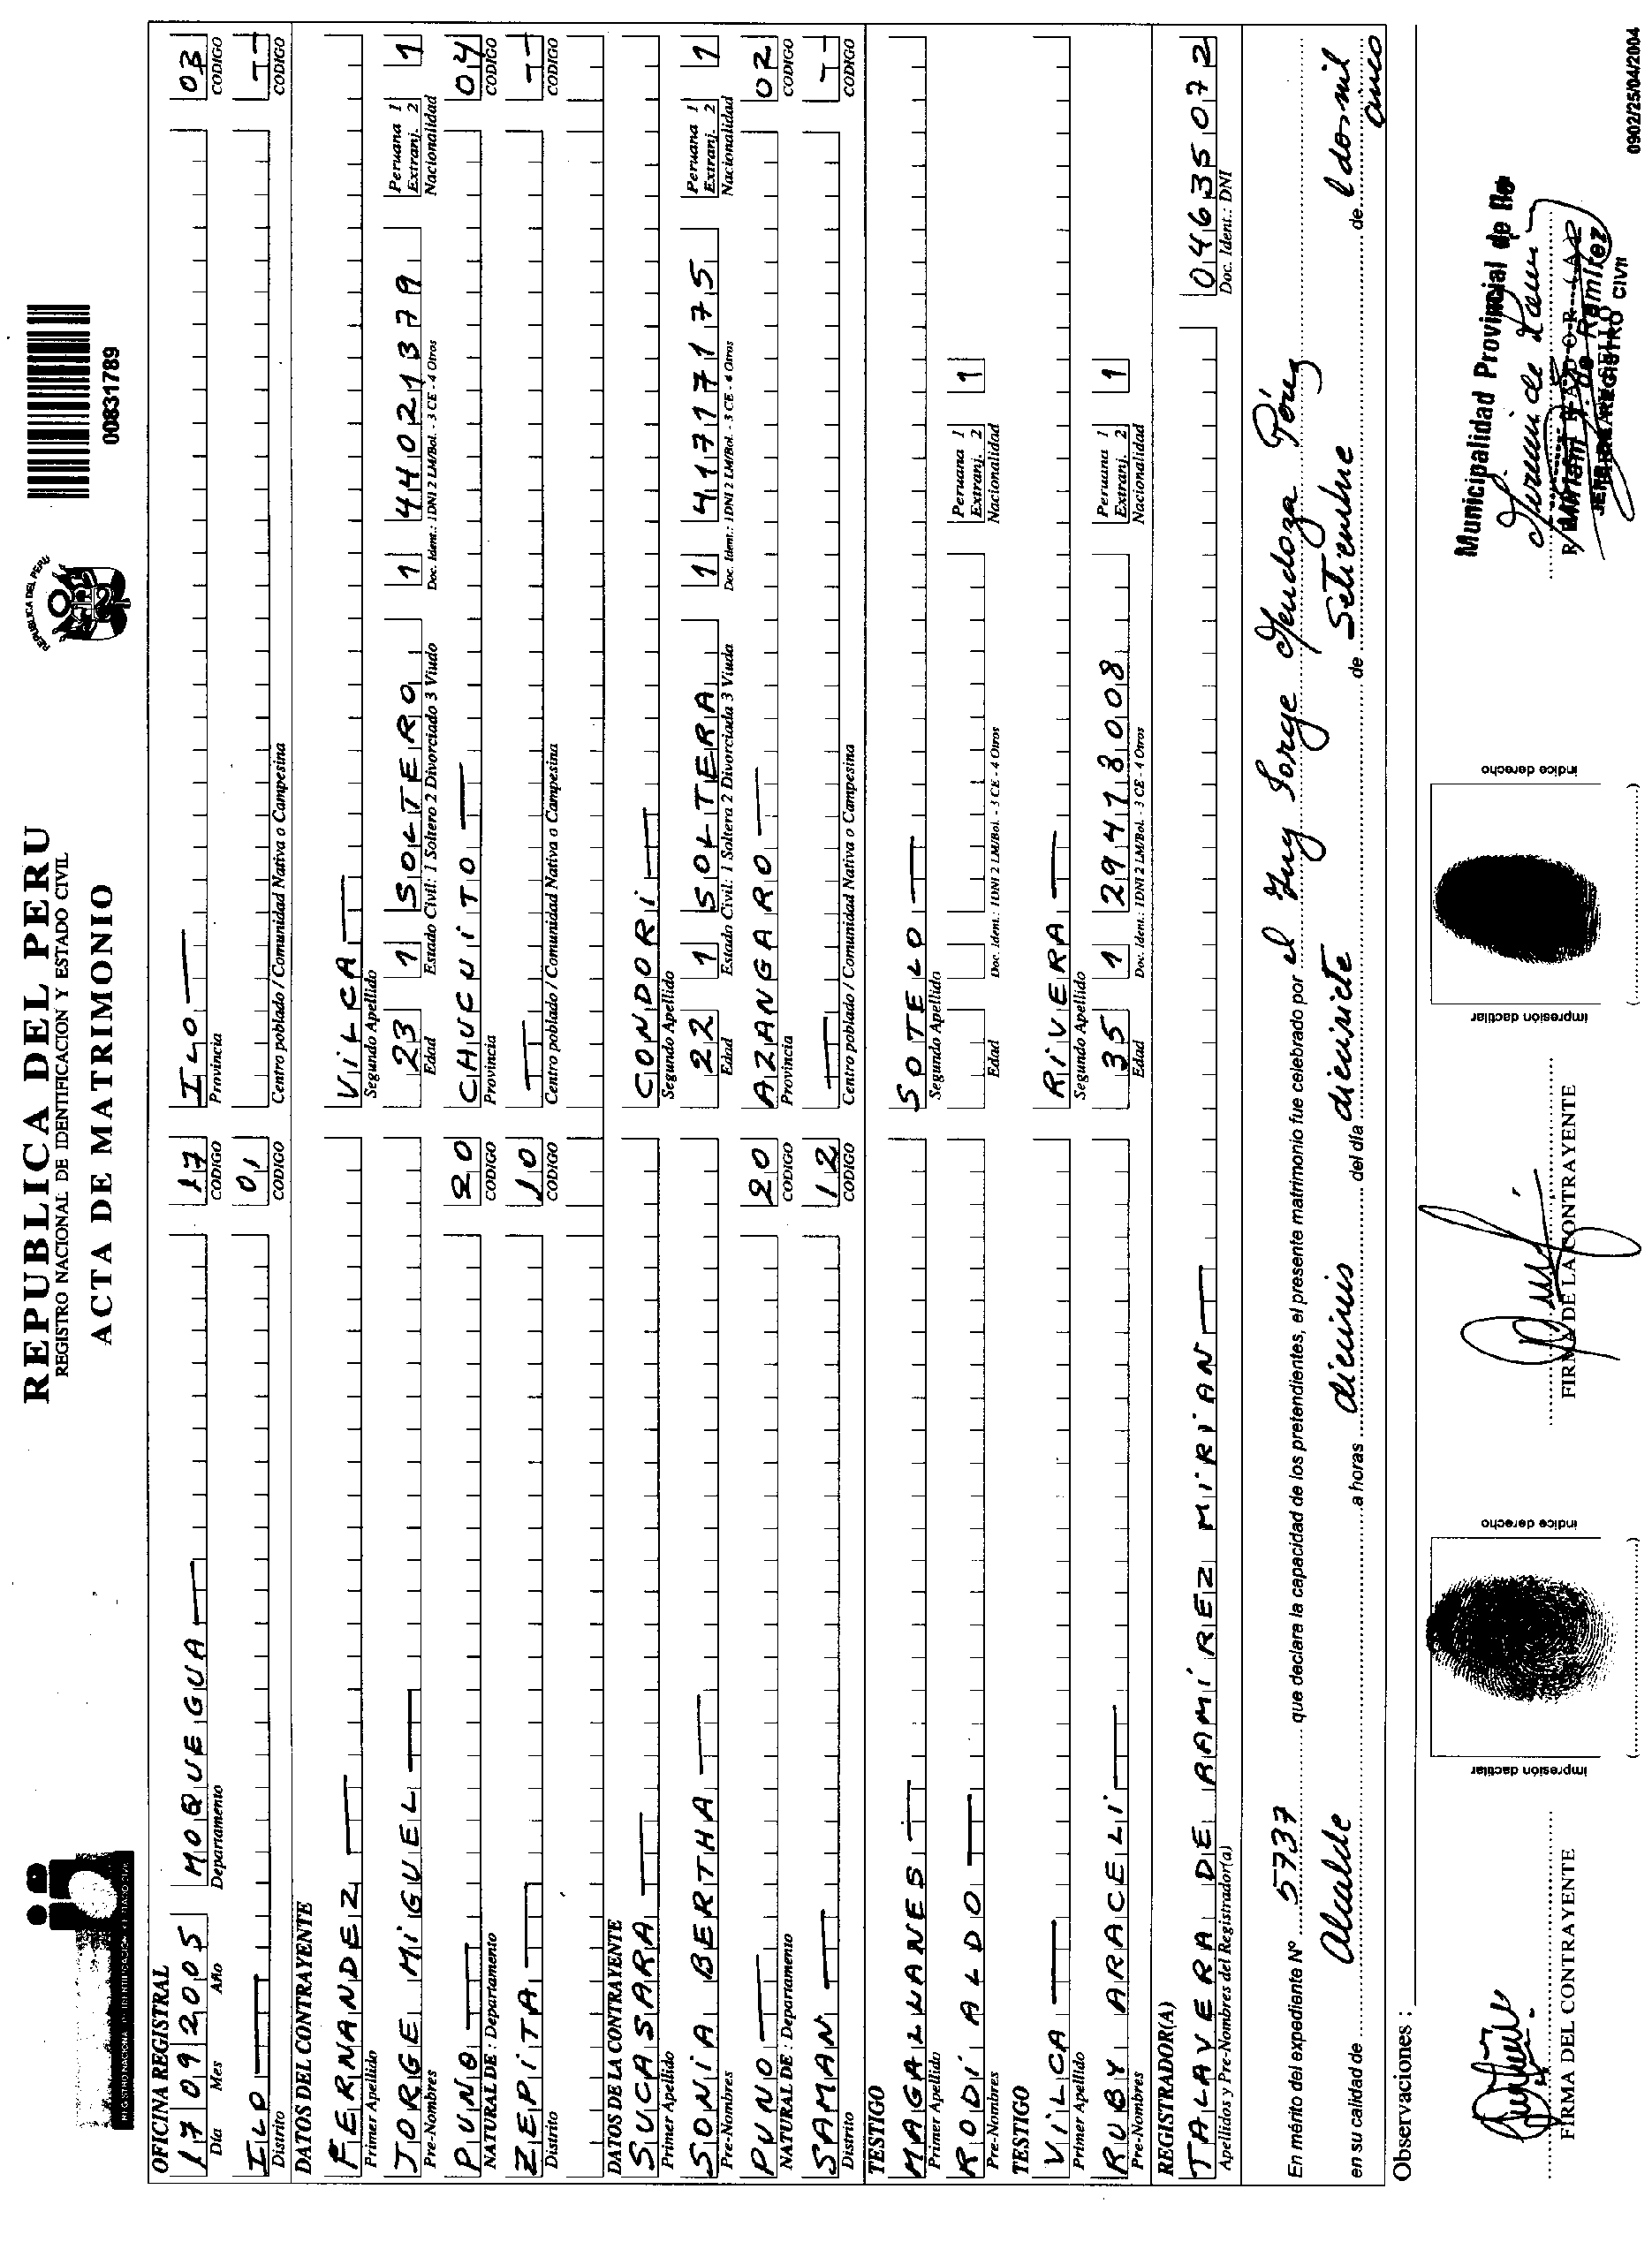 REGISTRO NACIONAL DE IDENTIFICACION Y ESTADO CIVIL
REPUBLICA DEL PERU
REGISTRO NACIONAL DE IDENTIFICACION Y ESTADO CIVIL
ACTA DE MATRIMONIO
REPUBLICA DEL PERU
00831789
OFICINA REGISTRAL
17 09 2005 MOQUEGUA 17 ILO 03
Día Mes Año Departamento CODIGO Provincia CODIGO
ILO 01
Distrito CODIGO Centro poblado / Comunidad Nativa o Campesina CODIGO
DATOS DEL CONTRAYENTE
FERNANDEZ VILCA
Primer Apellido Segundo Apellido
JORGE MIGUEL 23 1 SOLTERO 1 44021379 Peruana 1 Extranj. 2 1
Pre-Nombres Edad Estado Civil: 1 Soltero 2 Divorciado 3 Viudo Doc. Ident.: 1DNI 2 LM/Bol. - 3 CE - 4 Otros Nacionalidad
PUNO 20 CHUCUITO 04
NATURAL DE : Departamento CODIGO Provincia CODIGO
ZEPITA 10
Distrito CODIGO Centro poblado / Comunidad Nativa o Campesina CODIGO
DATOS DE LA CONTRAYENTE
SUCASARA CONDORI
Primer Apellido Segundo Apellido
SONIA BERTHA 22 1 SOLTERA 1 41717175 Peruana 1 Extranj. 2 1
Pre-Nombres Edad Estado Civil: 1 Soltera 2 Divorciada 3 Viuda Doc. Ident.: 1DNI 2 LM/Bol. - 3 CE - 4 Otros Nacionalidad
PUNO 20 AZANGARO 02
NATURAL DE : Departamento CODIGO Provincia CODIGO
SAMAN 12
Distrito CODIGO Centro poblado / Comunidad Nativa o Campesina CODIGO
TESTIGO
MAGALLANES SOTELO
Primer Apellido Segundo Apellido
RODI ALDO Peruana 1 Extranj. 2 1
Pre-Nombres Edad Doc. Ident.: 1DNI 2 LM/Bol. - 3 CE - 4 Otros Nacionalidad
TESTIGO
VILCA RIVERA
Primer Apellido Segundo Apellido
RUBY ARACELI 35 1 29473008 Peruana 1 Extranj. 2 1
Pre-Nombres Edad Doc. Ident.: 1DNI 2 LM/Bol. - 3 CE - 4 Otros Nacionalidad
REGISTRADOR(A)
TALAVERA DE RAMIREZ MIRIAN 04635072
Apellidos y Pre-Nombres del Registrador(a) Doc. Ident.: DNI
En mérito del expediente Nº 5737 que declara la capacidad de los pretendientes, el presente matrimonio fue celebrado por el Ing Jorge Mendoza Pérez
en su calidad de Alcalde a horas dieciseis del día diecisiete de Setiembre de l dos mil cinco
Observaciones :
Municipalidad Provincial de Ilo
de Ramirez
REGISTRO CIVIL
FIRMA DEL CONTRAYENTE
impresión dactilar
índice derecho
FIRMA DE LA CONTRAYENTE
impresión dactilar
índice derecho
0902/25/04/2004